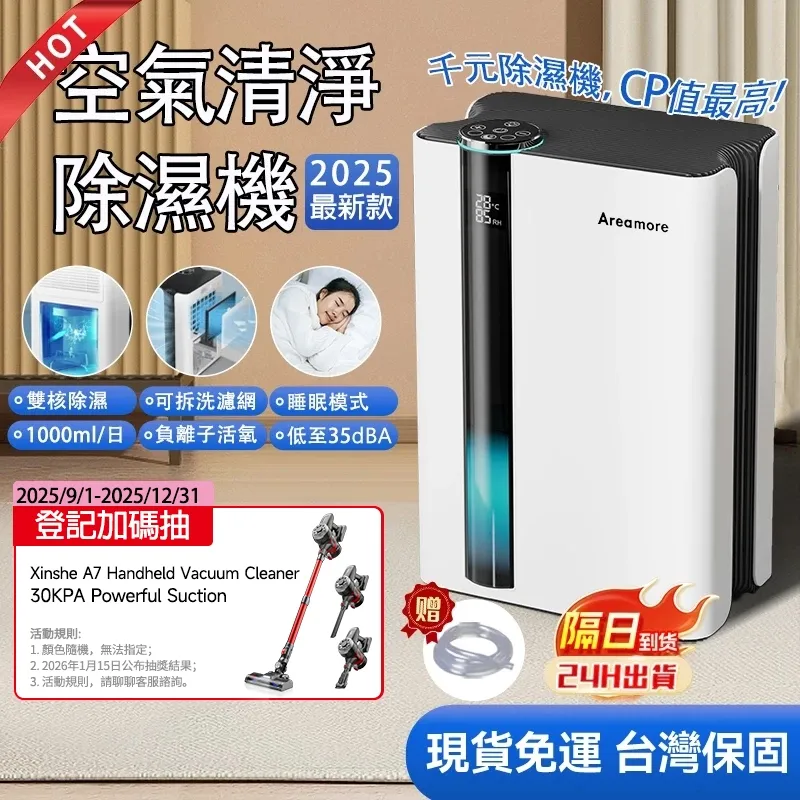 HOT
空氣清淨
除濕機
2025
最新款
千元除濕機, CP值最高!
28°C
85RH
Areamore
雙核除濕
可拆洗濾網
睡眠模式
1000ml/日
負離子活氧
低至35dBA
2025/9/1-2025/12/31
登記加碼抽
Xinshe A7 Handheld Vacuum Cleaner
30KPA Powerful Suction
活動規則:
1. 顏色隨機，無法指定;
2. 2026年1月15日公布抽獎結果;
3. 活動規則，請聊聊客服諮詢。
赠
隔日到货
24H出貨
現貨免運 台灣保固